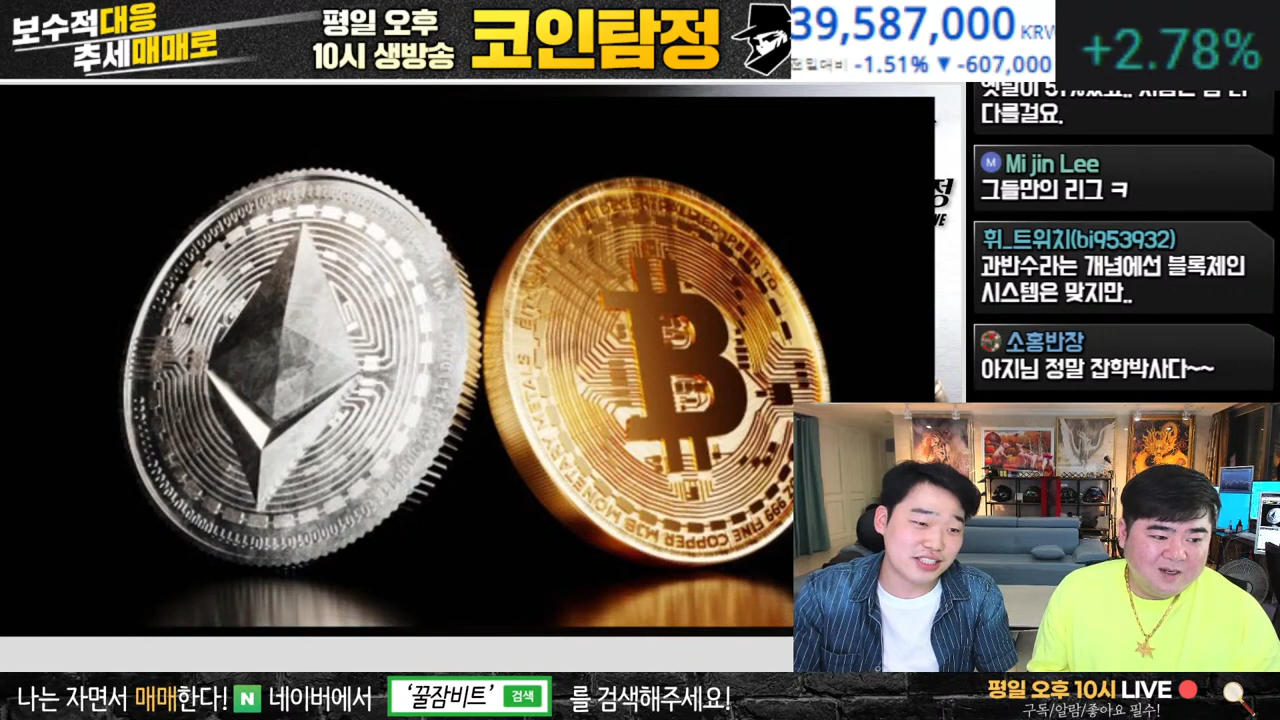 보수적대응
추세매매로
평일 오후
10시 생방송
코인탐정
39,587,000 KRW
전일대비 -1.51% ▼ -607,000
+2.78%
다를걸요.
M Mi jin Lee
그들만의 리그 ㅋ
휘_트위치(bi953932)
과반수라는 개념에선 블록체인
시스템은 맞지만..
소홍반장
아지님 정말 잡학박사다~~
정
나는 자면서 매매한다! N 네이버에서 '꿀잠비트' 검색 를 검색해주세요!
평일 오후 10시 LIVE
구독/알람/좋아요 필수!